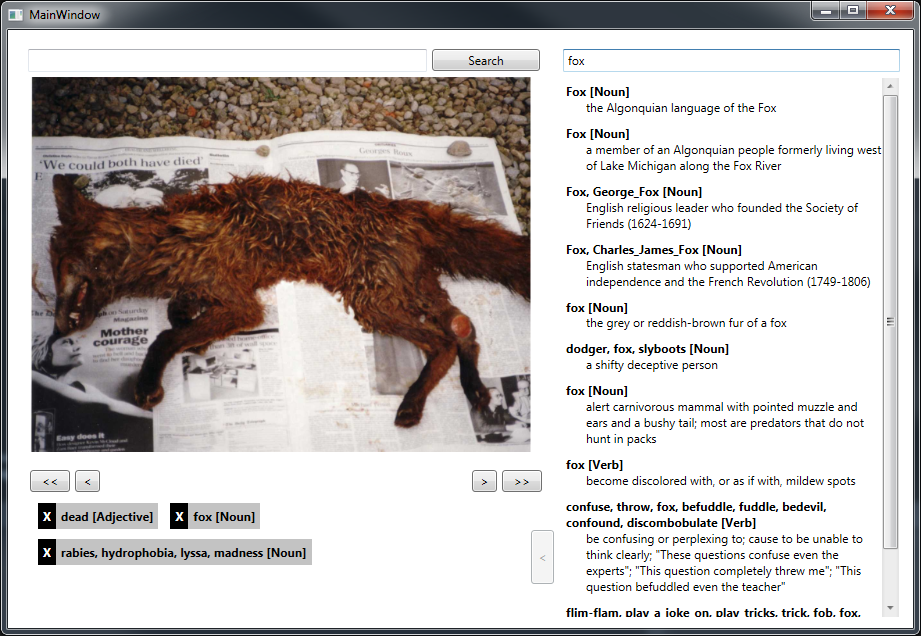 MainWindow
Search
fox
'We could both have died'
Georges Roux
Magazine
Mother
courage
Easy does it
<<
<
>
>>
X dead [Adjective]
X fox [Noun]
X rabies, hydrophobia, lyssa, madness [Noun]
<
Fox [Noun]
the Algonquian language of the Fox
Fox [Noun]
a member of an Algonquian people formerly living west
of Lake Michigan along the Fox River
Fox, George_Fox [Noun]
English religious leader who founded the Society of
Friends (1624-1691)
Fox, Charles_James_Fox [Noun]
English statesman who supported American
independence and the French Revolution (1749-1806)
fox [Noun]
the grey or reddish-brown fur of a fox
dodger, fox, slyboots [Noun]
a shifty deceptive person
fox [Noun]
alert carnivorous mammal with pointed muzzle and
ears and a bushy tail; most are predators that do not
hunt in packs
fox [Verb]
become discolored with, or as if with, mildew spots
confuse, throw, fox, befuddle, fuddle, bedevil,
confound, discombobulate [Verb]
be confusing or perplexing to; cause to be unable to
think clearly; "These questions confuse even the
experts"; "This question completely threw me"; "This
question befuddled even the teacher"
flim-flam, play_a_joke_on, play_tricks, trick, fob, fox,